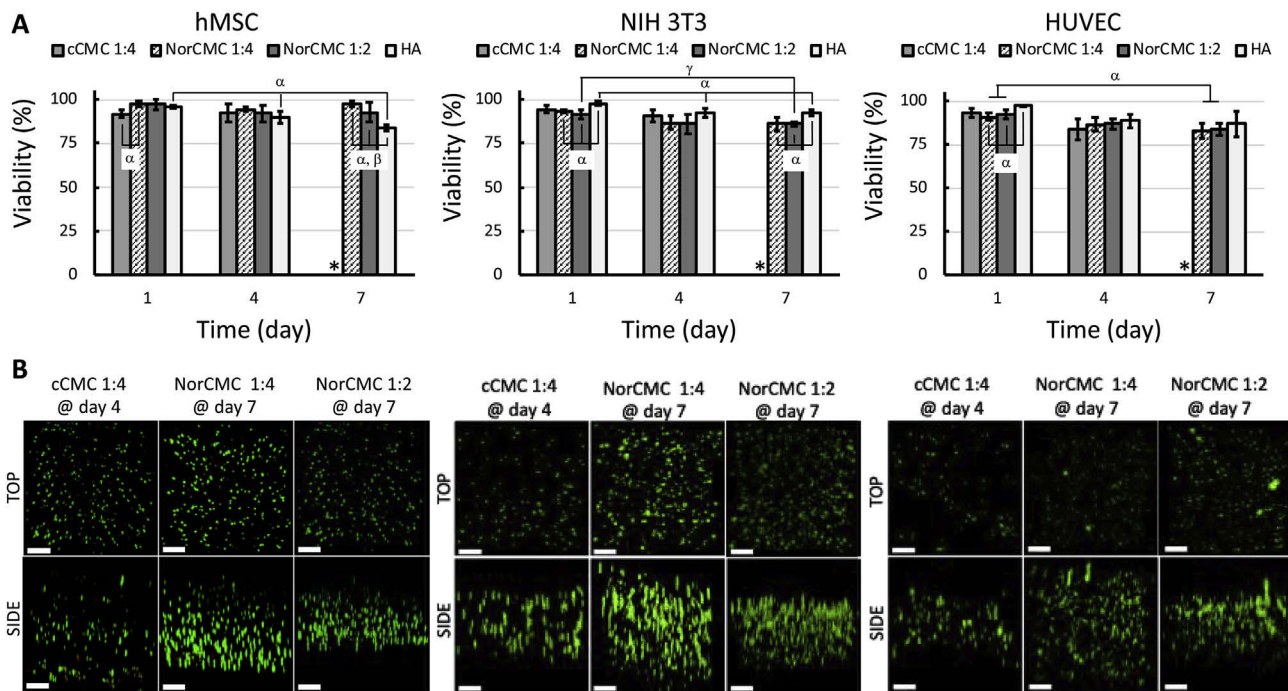 A
hMSC
cCMC 1:4 NorCMC 1:4 NorCMC 1:2 HA
Viability (%)
100
75
50
25
0
α
α
α, β
*
1 4 7
Time (day)
NIH 3T3
cCMC 1:4 NorCMC 1:4 NorCMC 1:2 HA
Viability (%)
100
75
50
25
0
γ
α
α
α
*
1 4 7
Time (day)
HUVEC
cCMC 1:4 NorCMC 1:4 NorCMC 1:2 HA
Viability (%)
100
75
50
25
0
α
α
*
1 4 7
Time (day)
B
cCMC 1:4 NorCMC 1:4 NorCMC 1:2
@ day 4 @ day 7 @ day 7
TOP
SIDE
cCMC 1:4 NorCMC 1:4 NorCMC 1:2
@ day 4 @ day 7 @ day 7
TOP
SIDE
cCMC 1:4 NorCMC 1:4 NorCMC 1:2
@ day 4 @ day 7 @ day 7
TOP
SIDE